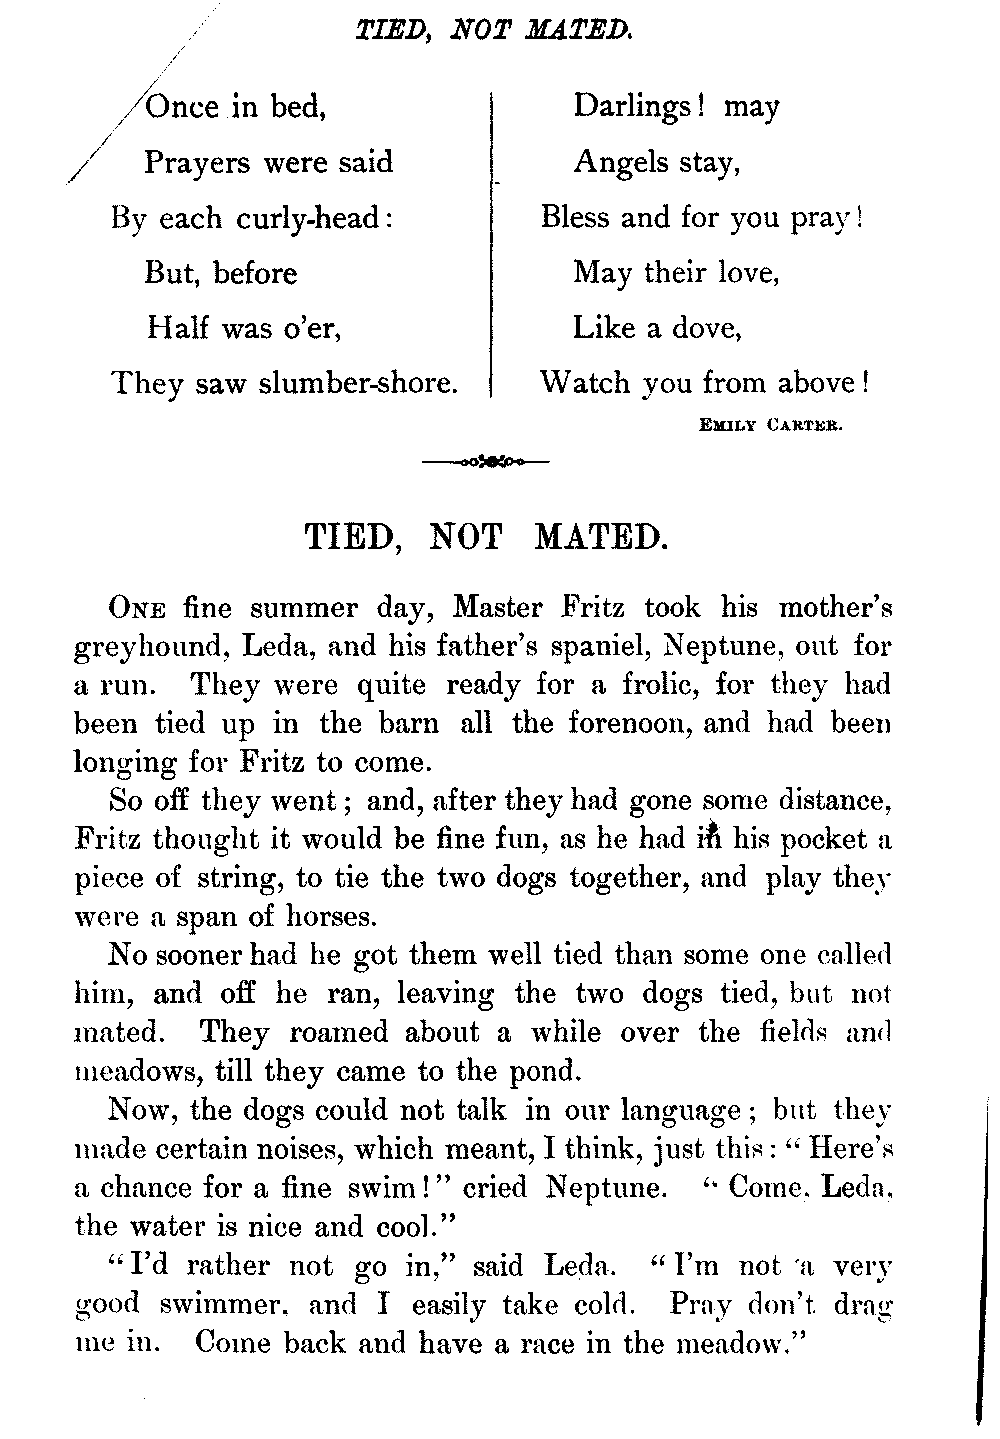 TIED, NOT MATED.
Once in bed,
Prayers were said
By each curly-head:
But, before
Half was o'er,
They saw slumber-shore.
Darlings! may
Angels stay,
Bless and for you pray!
May their love,
Like a dove,
Watch you from above!
EMILY CARTER.
TIED, NOT MATED.
ONE fine summer day, Master Fritz took his mother's
greyhound, Leda, and his father's spaniel, Neptune, out for
a run. They were quite ready for a frolic, for they had
been tied up in the barn all the forenoon, and had been
longing for Fritz to come.
So off they went; and, after they had gone some distance,
Fritz thought it would be fine fun, as he had in his pocket a
piece of string, to tie the two dogs together, and play they
were a span of horses.
No sooner had he got them well tied than some one called
him, and off he ran, leaving the two dogs tied, but not
mated. They roamed about a while over the fields and
meadows, till they came to the pond.
Now, the dogs could not talk in our language; but they
made certain noises, which meant, I think, just this: "Here's
a chance for a fine swim!" cried Neptune. "Come, Leda,
the water is nice and cool."
"I'd rather not go in," said Leda. "I'm not a very
good swimmer, and I easily take cold. Pray don't drag
me in. Come back and have a race in the meadow."